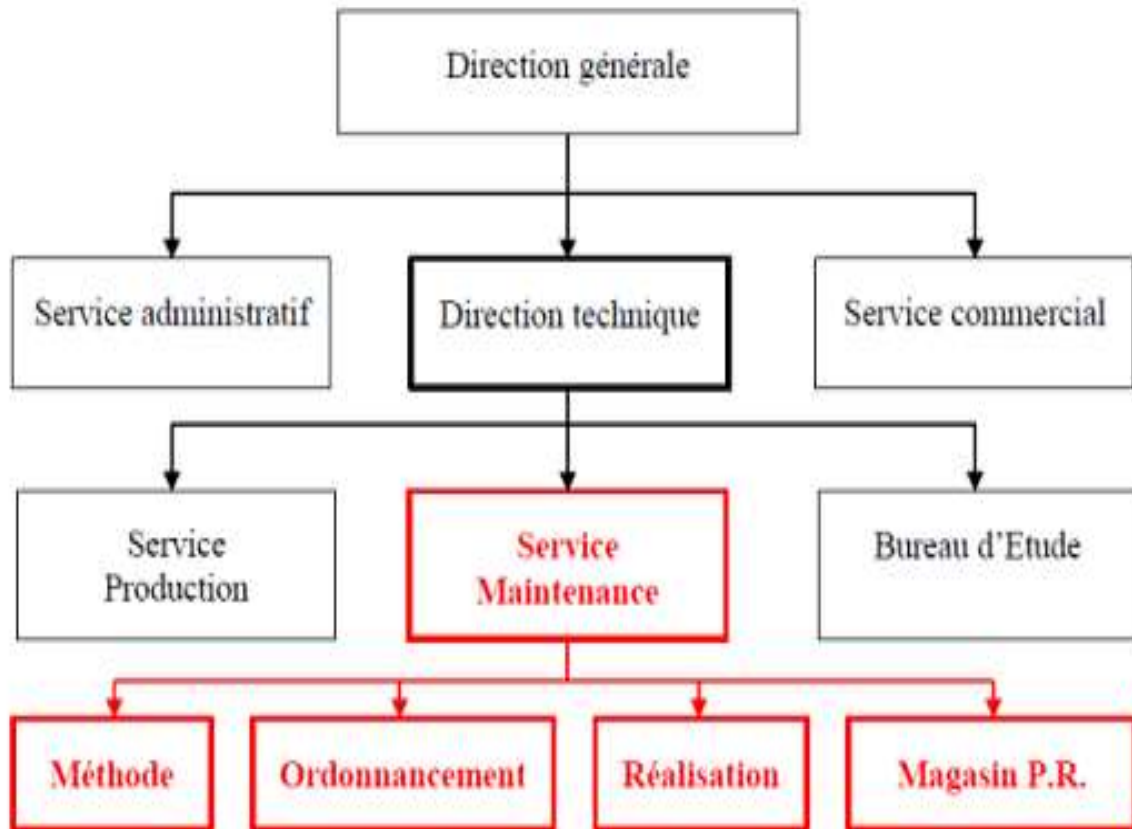 Direction générale
Service administratif
Direction technique
Service commercial
Service
Production
Service
Maintenance
Bureau d'Etude
Méthode
Ordonnancement
Réalisation
Magasin P.R.